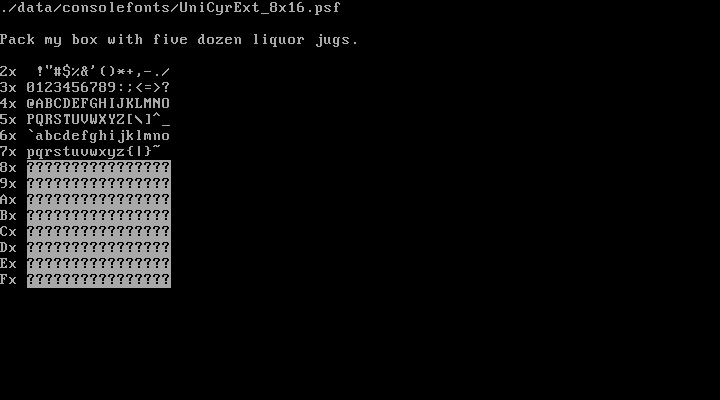 ./data/consolefonts/UniCyrExt_8x16.psf
Pack my box with five dozen liquor jugs.
2x  !"#$%&'()*+,-./
3x 0123456789:;<=>?
4x @ABCDEFGHIJKLMNO
5x PQRSTUVWXYZ[\]^_
6x `abcdefghijklmno
7x pqrstuvwxyz{|}~
8x ????????????????
9x ????????????????
Ax ????????????????
Bx ????????????????
Cx ????????????????
Dx ????????????????
Ex ????????????????
Fx ????????????????